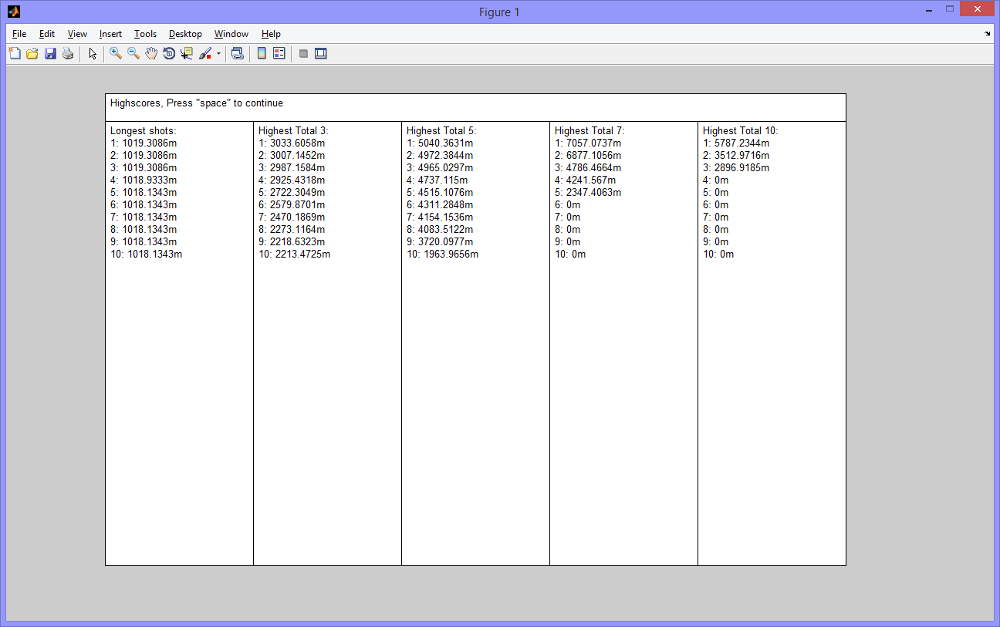 Figure 1
File Edit View Insert Tools Desktop Window Help
Highscores, Press "space" to continue
Longest shots:
1: 1019.3086m
2: 1019.3086m
3: 1019.3086m
4: 1018.9333m
5: 1018.1343m
6: 1018.1343m
7: 1018.1343m
8: 1018.1343m
9: 1018.1343m
10: 1018.1343m
Highest Total 3:
1: 3033.6058m
2: 3007.1452m
3: 2987.1584m
4: 2925.4318m
5: 2722.3049m
6: 2579.8701m
7: 2470.1869m
8: 2273.1164m
9: 2218.6323m
10: 2213.4725m
Highest Total 5:
1: 5040.3631m
2: 4972.3844m
3: 4965.0297m
4: 4737.115m
5: 4515.1076m
6: 4311.2848m
7: 4154.1536m
8: 4083.5122m
9: 3720.0977m
10: 1963.9656m
Highest Total 7:
1: 7057.0737m
2: 6877.1056m
3: 4786.4664m
4: 4241.567m
5: 2347.4063m
6: 0m
7: 0m
8: 0m
9: 0m
10: 0m
Highest Total 10:
1: 5787.2344m
2: 3512.9716m
3: 2896.9185m
4: 0m
5: 0m
6: 0m
7: 0m
8: 0m
9: 0m
10: 0m